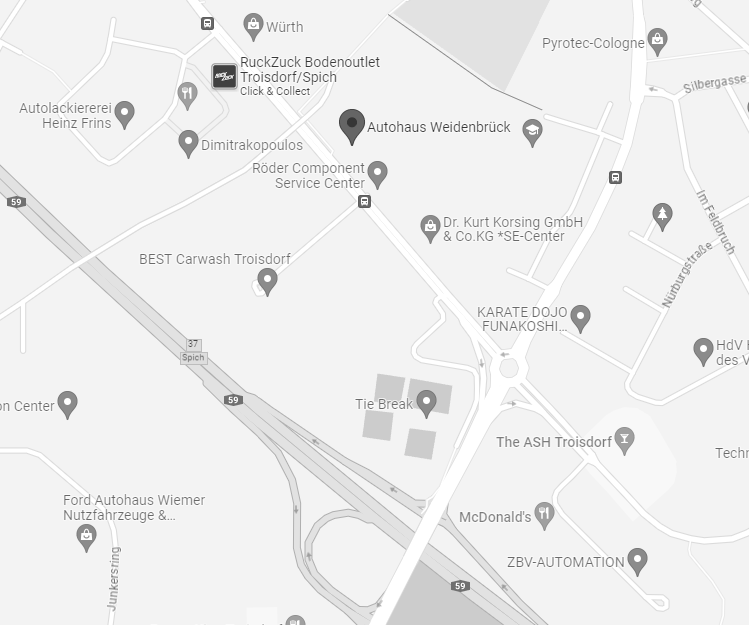 Würth
RuckZuck Bodenoutlet
Troisdorf/Spich
Click & Collect
Pyrotec-Cologne
Silbergasse
Autolackiererei
Heinz Frins
Autohaus Weidenbrück
Dimitrakopoulos
Röder Component
Service Center
59
Im Feldbruch
Dr. Kurt Korsing GmbH
& Co.KG *SE-Center
Nürburgstraße
BEST Carwash Troisdorf
KARATE DOJO
FUNAKOSHI...
37
Spich
HdV H
des V
59
on Center
Tie Break
The ASH Troisdorf
Techn
Ford Autohaus Wiemer
Nutzfahrzeuge &...
McDonald's
Junkersring
ZBV-AUTOMATION
59